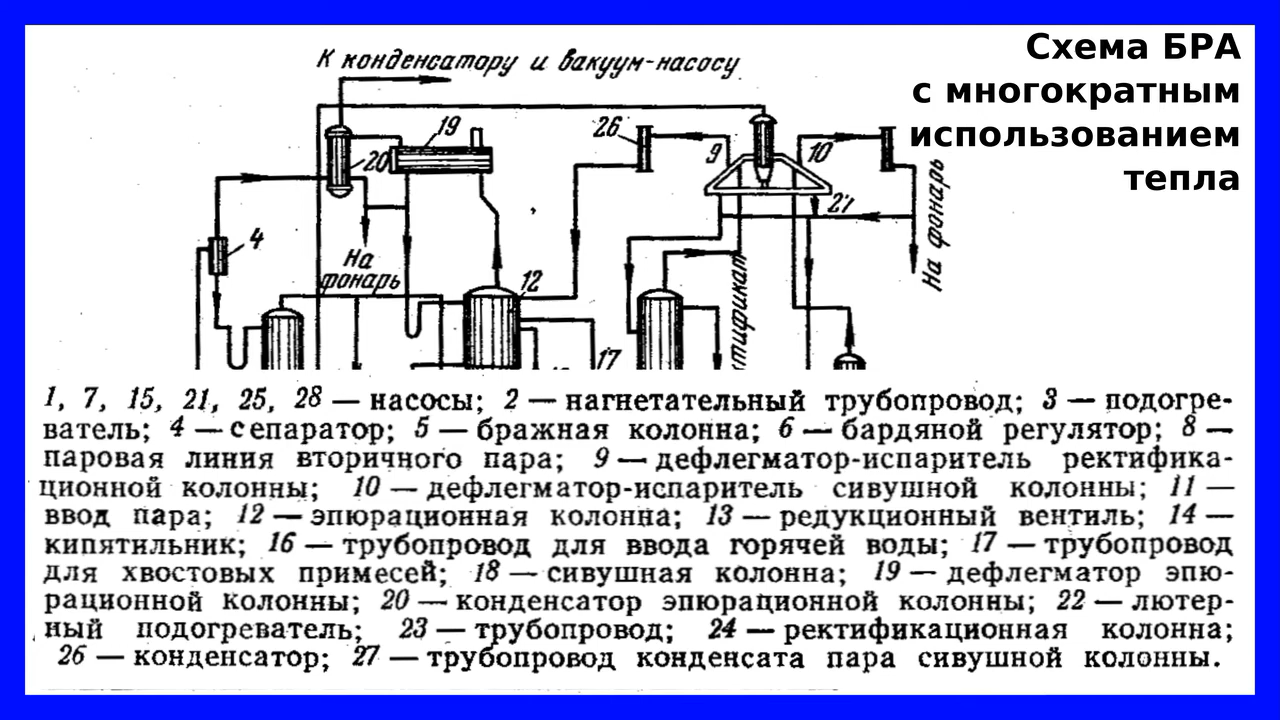 Схема БРА
с многократным
использованием
тепла
К конденсатору и вакуум-насосу
19
26
9
10
20
27
На фонарь
4
На
фонарь
12
17
1, 7, 15, 21, 25, 28 — насосы; 2 — нагнетательный трубопровод; 3 — подогре-
ватель; 4 — сепаратор; 5 — бражная колонна; 6 — бардяной регулятор; 8 —
паровая линия вторичного пара; 9 — дефлегматор-испаритель ректифика-
ционной колонны; 10 — дефлегматор-испаритель сивушной колонны; 11 —
ввод пара; 12 — эпюрационная колонна; 13 — редукционный вентиль; 14 —
кипятильник; 16 — трубопровод для ввода горячей воды; 17 — трубопровод
для хвостовых примесей; 18 — сивушная колонна; 19 — дефлегматор эпю-
рационной колонны; 20 — конденсатор эпюрационной колонны; 22 — лютер-
ный подогреватель; 23 — трубопровод; 24 — ректификационная колонна;
26 — конденсатор; 27 — трубопровод конденсата пара сивушной колонны.